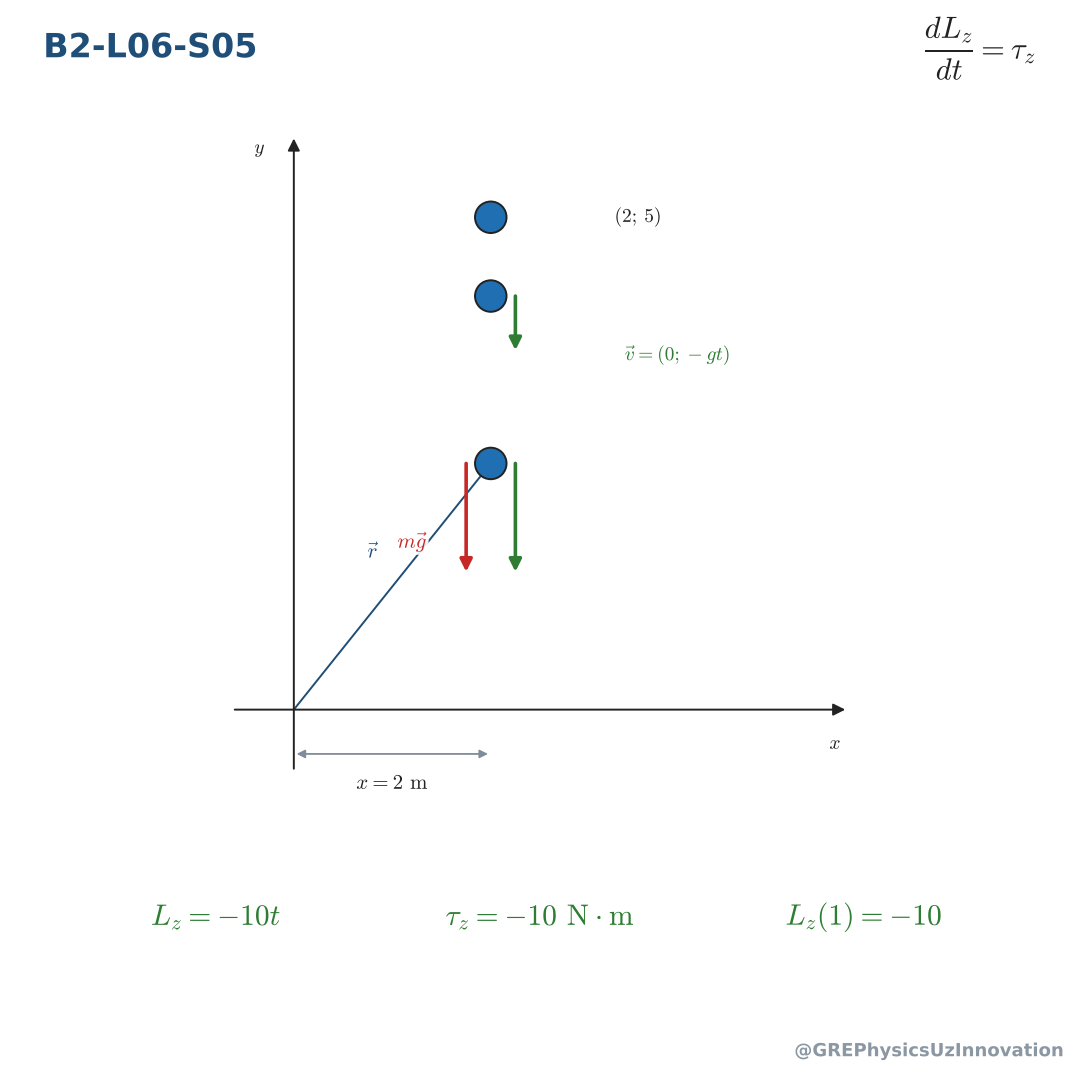 B2-L06-S05
dL_z/dt = τ_z
y
(2; 5)
v⃗ = (0; −gt)
r⃗
mg⃗
x
x = 2 m
L_z = −10t
τ_z = −10 N · m
L_z(1) = −10
@GREPhysicsUzInnovation